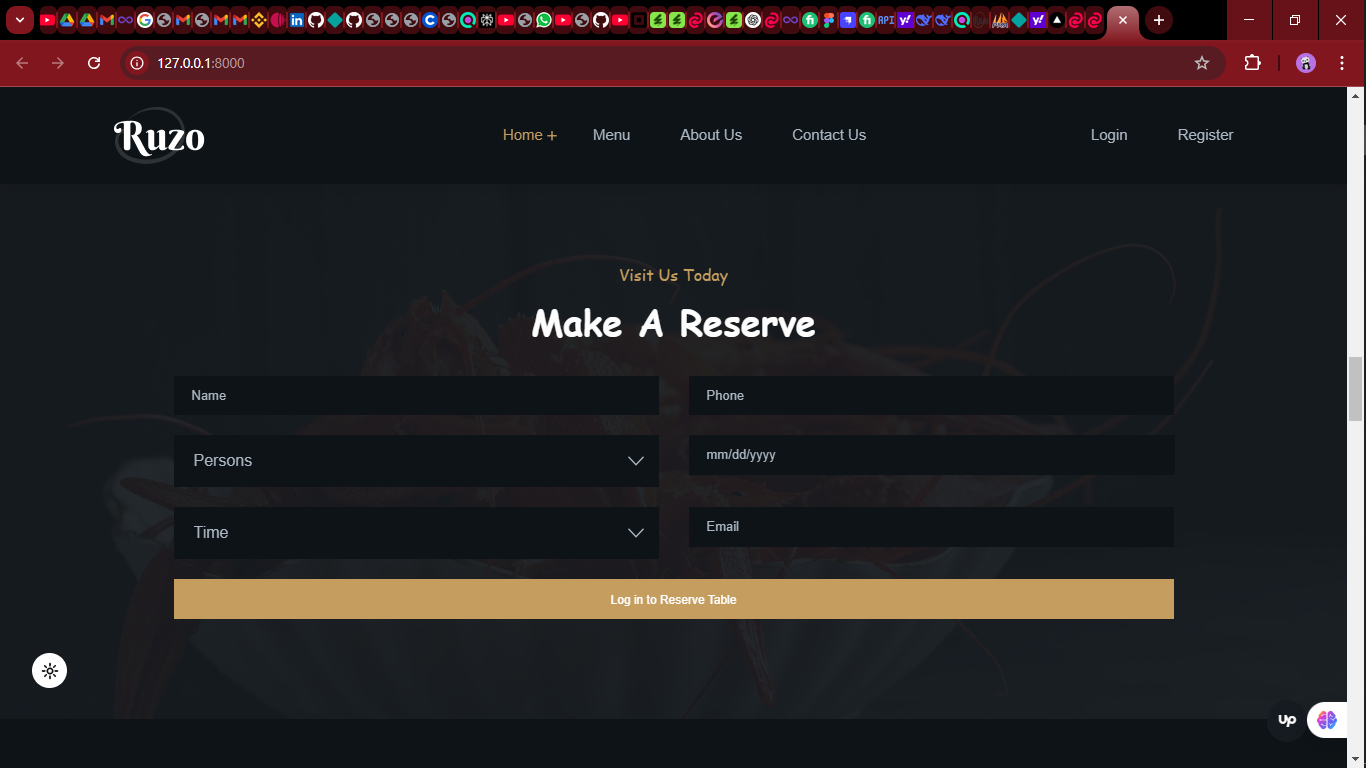 127.0.0.1:8000
Ruzo
Home + Menu About Us Contact Us Login Register
Visit Us Today
Make A Reserve
Name Phone
Persons mm/dd/yyyy
Time Email
Log in to Reserve Table
up